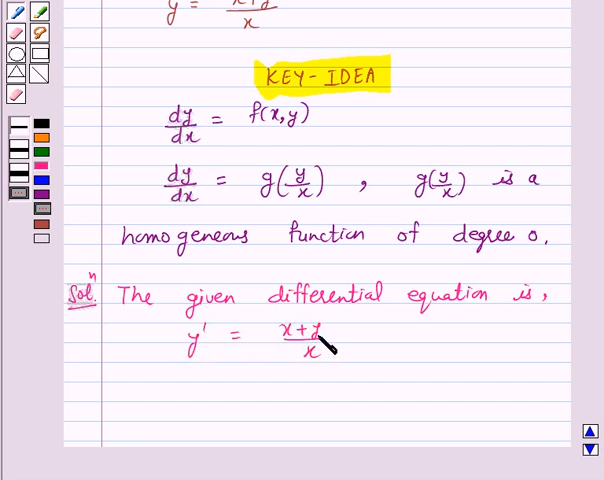 y' = x+y/x
KEY-IDEA
dy/dx = f(x,y)
dy/dx = g(y/x) , g(y/x) is a
homogeneous function of degree 0.
Solⁿ. The given differential equation is,
y' = x+y/x